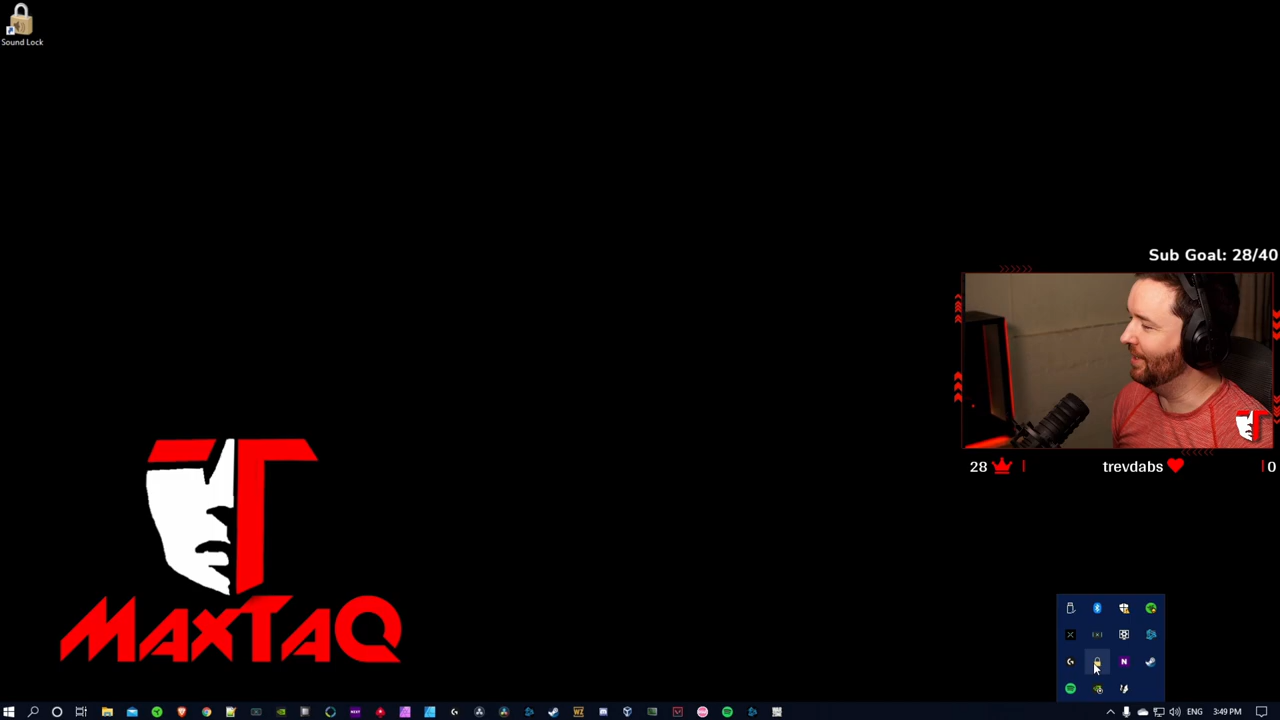 Sound Lock
Sub Goal: 28/40
28
trevdabs
0
MAXTAQ
ENG
3:49 PM